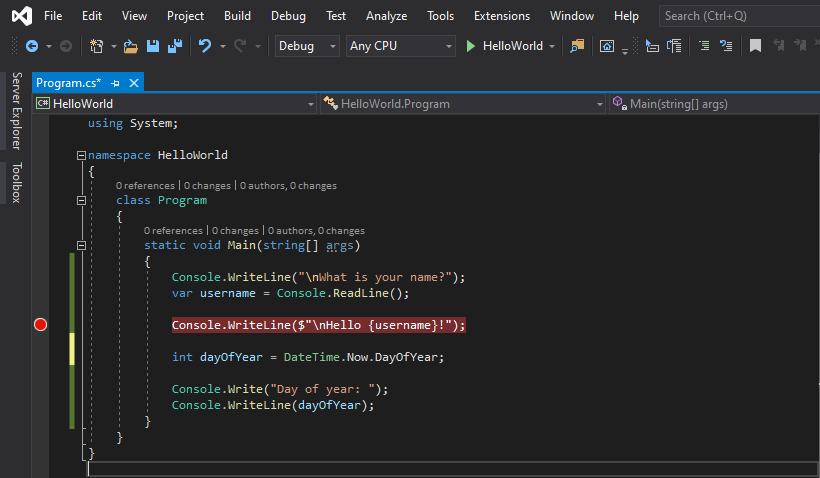 File Edit View Project Build Debug Test Analyze Tools Extensions Window Help Search (Ctrl+Q)
Debug Any CPU HelloWorld
Server Explorer
Toolbox
Program.cs*
C# HelloWorld HelloWorld.Program Main(string[] args)
using System;
namespace HelloWorld
{
0 references | 0 changes | 0 authors, 0 changes
class Program
{
0 references | 0 changes | 0 authors, 0 changes
static void Main(string[] args)
{
Console.WriteLine("\nWhat is your name?");
var username = Console.ReadLine();
Console.WriteLine($"\nHello {username}!");
int dayOfYear = DateTime.Now.DayOfYear;
Console.Write("Day of year: ");
Console.WriteLine(dayOfYear);
}
}
}